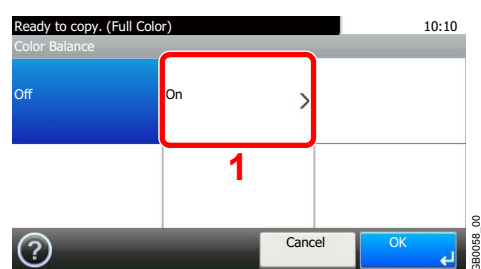 Ready to copy. (Full Color) 10:10
Color Balance
Off On >
1
? Cancel OK
GB0058_00